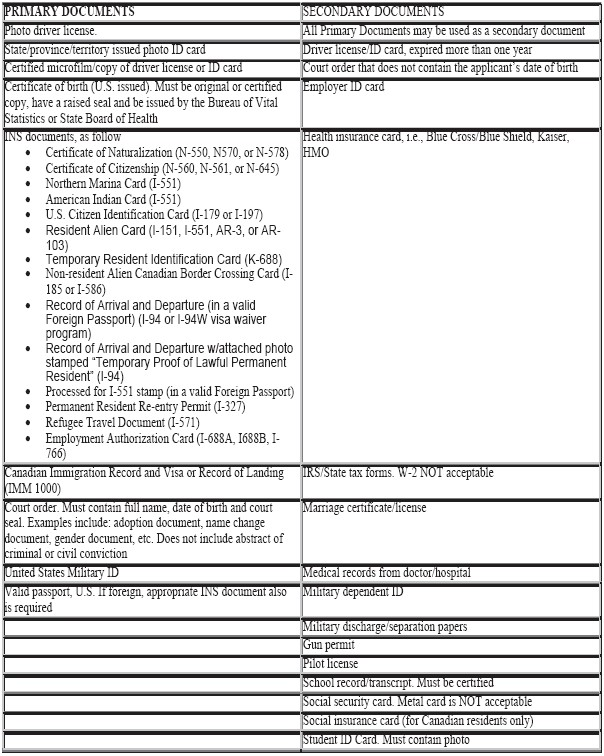 PRIMARY DOCUMENTS
SECONDARY DOCUMENTS
Photo driver license.
All Primary Documents may be used as a secondary document
State/province/territory issued photo ID card
Driver license/ID card, expired more than one year
Certified microfilm/copy of driver license or ID card
Court order that does not contain the applicant's date of birth
Certificate of birth (U.S. issued). Must be original or certified
copy, have a raised seal and be issued by the Bureau of Vital
Statistics or State Board of Health
Employer ID card
INS documents, as follow
• Certificate of Naturalization (N-550, N570, or N-578)
• Certificate of Citizenship (N-560, N-561, or N-645)
• Northern Marina Card (I-551)
• American Indian Card (I-551)
• U.S. Citizen Identification Card (I-179 or I-197)
• Resident Alien Card (I-151, I-551, AR-3, or AR-
103)
• Temporary Resident Identification Card (K-688)
• Non-resident Alien Canadian Border Crossing Card (I-
185 or I-586)
• Record of Arrival and Departure (in a valid
Foreign Passport) (I-94 or I-94W visa waiver
program)
• Record of Arrival and Departure w/attached photo
stamped “Temporary Proof of Lawful Permanent
Resident” (I-94)
• Processed for I-551 stamp (in a valid Foreign Passport)
• Permanent Resident Re-entry Permit (I-327)
• Refugee Travel Document (I-571)
• Employment Authorization Card (I-688A, I688B, I-
766)
Health insurance card, i.e., Blue Cross/Blue Shield, Kaiser,
HMO
Canadian Immigration Record and Visa or Record of Landing
(IMM 1000)
IRS/State tax forms. W-2 NOT acceptable
Court order. Must contain full name, date of birth and court
seal. Examples include: adoption document, name change
document, gender document, etc. Does not include abstract of
criminal or civil conviction
Marriage certificate/license
United States Military ID
Medical records from doctor/hospital
Valid passport, U.S. If foreign, appropriate INS document also
is required
Military dependent ID
Military discharge/separation papers
Gun permit
Pilot license
School record/transcript. Must be certified
Social security card. Metal card is NOT acceptable
Social insurance card (for Canadian residents only)
Student ID Card. Must contain photo